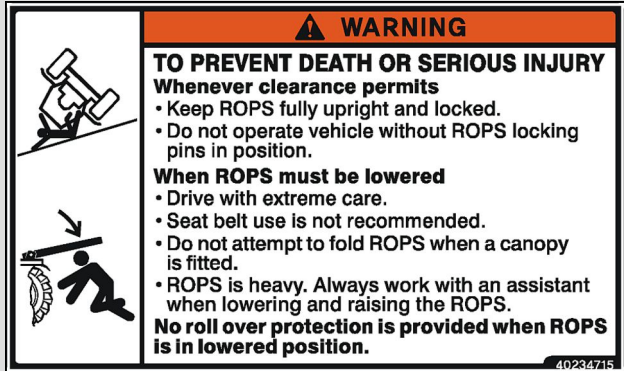 WARNING
TO PREVENT DEATH OR SERIOUS INJURY
Whenever clearance permits
• Keep ROPS fully upright and locked.
• Do not operate vehicle without ROPS locking
pins in position.
When ROPS must be lowered
• Drive with extreme care.
• Seat belt use is not recommended.
• Do not attempt to fold ROPS when a canopy
is fitted.
• ROPS is heavy. Always work with an assistant
when lowering and raising the ROPS.
No roll over protection is provided when ROPS
is in lowered position.
40234715